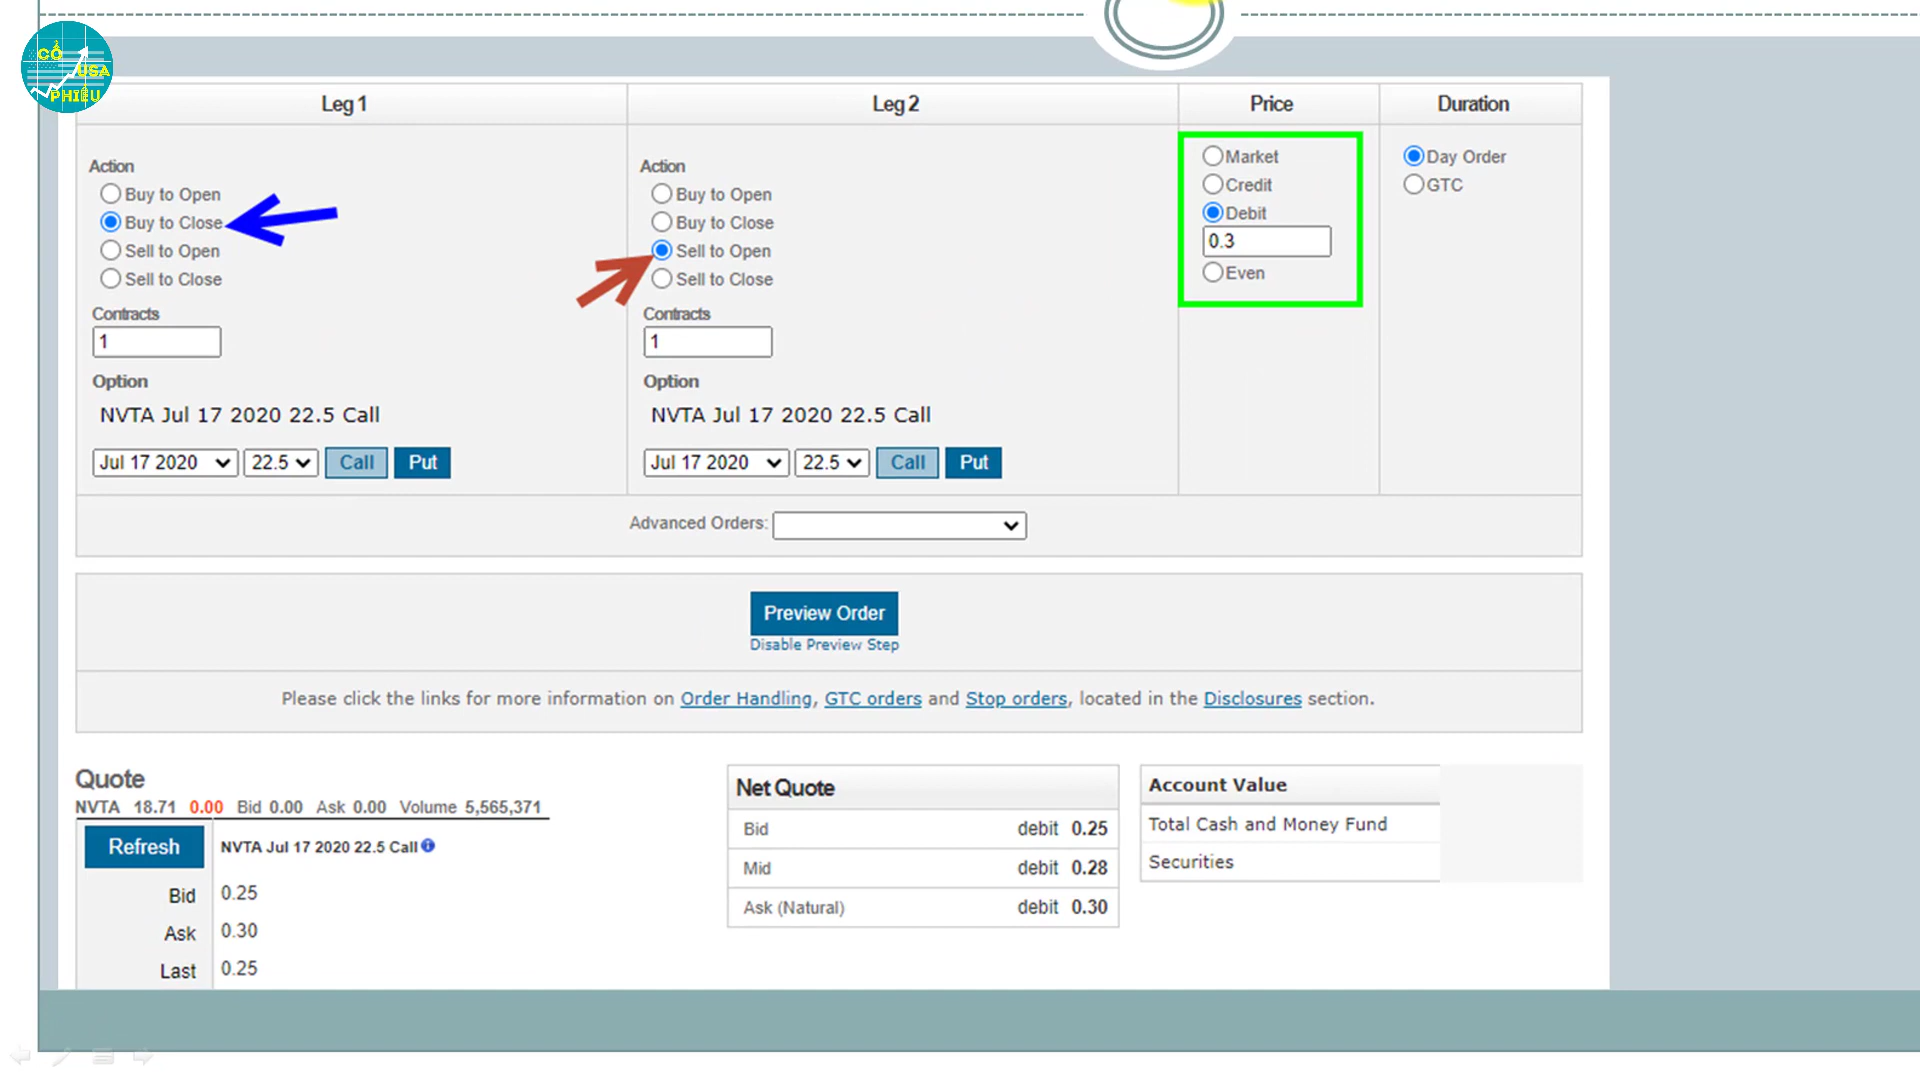 CỔ
USA
PHIẾU
Leg 1
Leg 2
Price
Duration
Action
Buy to Open
Buy to Close
Sell to Open
Sell to Close
Contracts
1
Option
NVTA Jul 17 2020 22.5 Call
Jul 17 2020
22.5
Call
Put
Action
Buy to Open
Buy to Close
Sell to Open
Sell to Close
Contracts
1
Option
NVTA Jul 17 2020 22.5 Call
Jul 17 2020
22.5
Call
Put
Market
Credit
Debit
0.3
Even
Day Order
GTC
Advanced Orders:
Preview Order
Disable Preview Step
Please click the links for more information on Order Handling, GTC orders and Stop orders, located in the Disclosures section.
Quote
NVTA 18.71 0.00 Bid 0.00 Ask 0.00 Volume 5,565,371
Refresh
NVTA Jul 17 2020 22.5 Call
Bid 0.25
Ask 0.30
Last 0.25
Net Quote
Bid debit 0.25
Mid debit 0.28
Ask (Natural) debit 0.30
Account Value
Total Cash and Money Fund
Securities